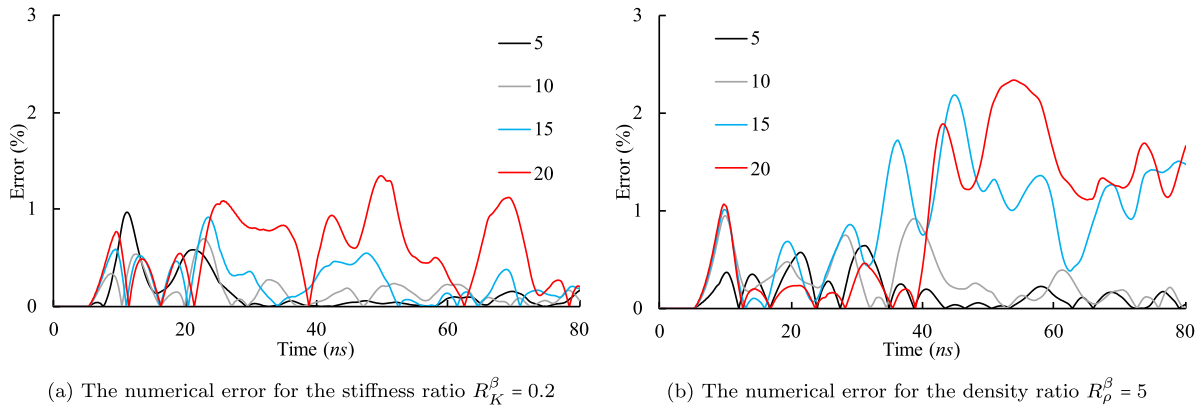 3
2
1
0
Error (%)
5
10
15
20
0 20 40 60 80
Time (ns)
(a) The numerical error for the stiffness ratio $R_K^β$ = 0.2
3
2
1
0
Error (%)
5
10
15
20
0 20 40 60 80
Time (ns)
(b) The numerical error for the density ratio $R_ρ^β$ = 5